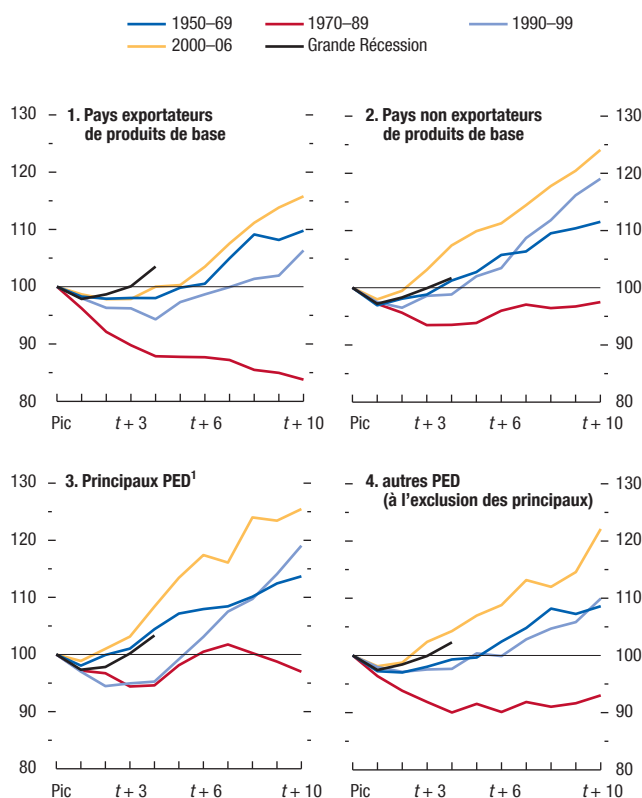 1950–69
1970–89
1990–99
2000–06
Grande Récession
1. Pays exportateurs
de produits de base
130
120
110
100
90
80
Pic
t + 3
t + 6
t + 10
2. Pays non exportateurs
de produits de base
130
120
110
100
90
80
Pic
t + 3
t + 6
t + 10
3. Principaux PED¹
130
120
110
100
90
80
Pic
t + 3
t + 6
t + 10
4. autres PED
(à l’exclusion des principaux)
130
120
110
100
90
80
Pic
t + 3
t + 6
t + 10